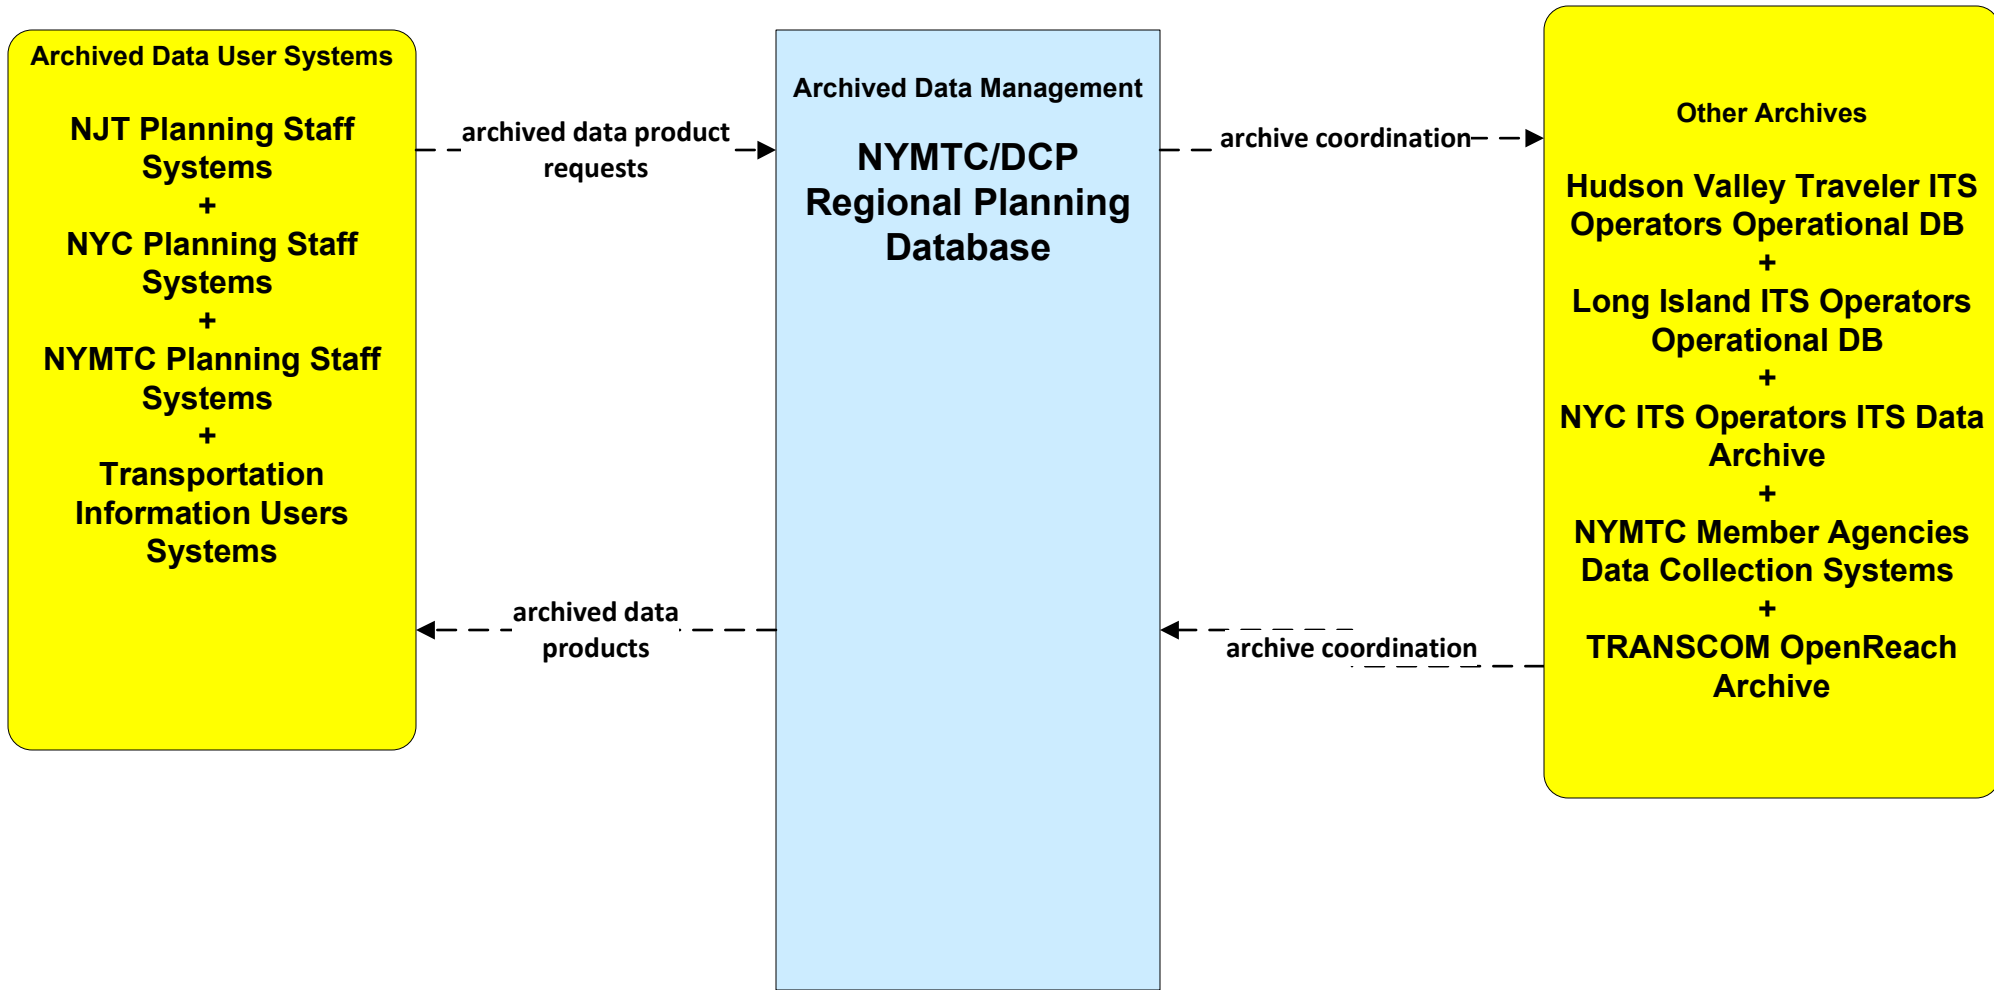 Archived Data User Systems
NJT Planning Staff
Systems
+
NYC Planning Staff
Systems
+
NYMTC Planning Staff
Systems
+
Transportation
Information Users
Systems
archived data product
requests
archived data
products
Archived Data Management
NYMTC/DCP
Regional Planning
Database
archive coordination
archive coordination
Other Archives
Hudson Valley Traveler ITS
Operators Operational DB
+
Long Island ITS Operators
Operational DB
+
NYC ITS Operators ITS Data
Archive
+
NYMTC Member Agencies
Data Collection Systems
+
TRANSCOM OpenReach
Archive